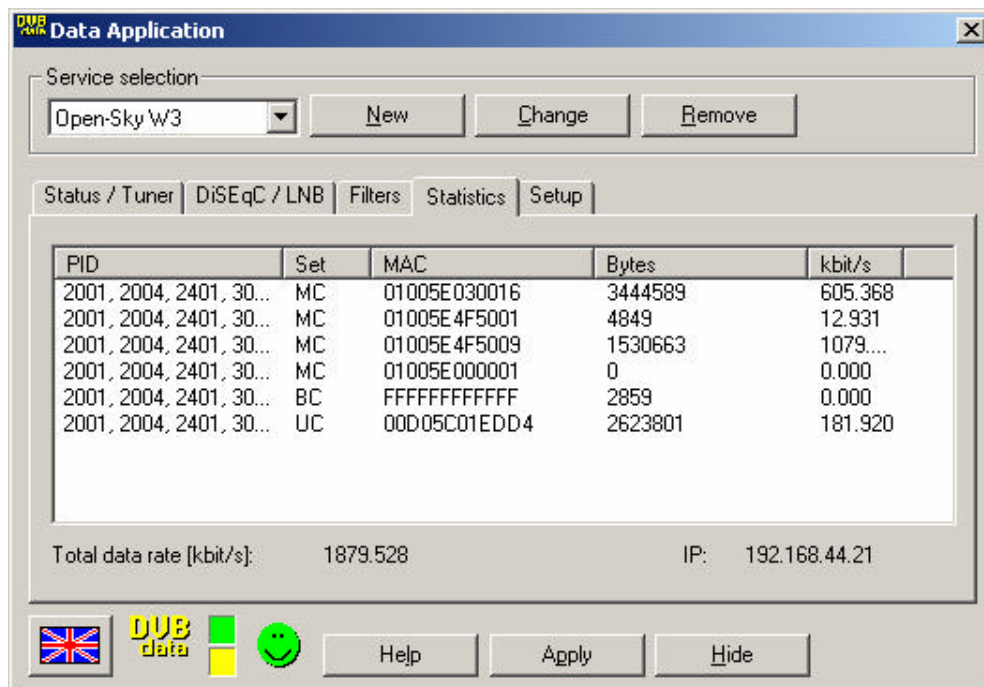 DVB data Data Application
Service selection
Open-Sky W3 New Change Remove
Status / Tuner DiSEqC / LNB Filters Statistics Setup
PID Set MAC Bytes kbit/s
2001, 2004, 2401, 30... MC 01005E030016 3444589 605.368
2001, 2004, 2401, 30... MC 01005E4F5001 4849 12.931
2001, 2004, 2401, 30... MC 01005E4F5009 1530663 1079....
2001, 2004, 2401, 30... MC 01005E000001 0 0.000
2001, 2004, 2401, 30... BC FFFFFFFFFFFF 2859 0.000
2001, 2004, 2401, 30... UC 00D05C01EDD4 2623801 181.920
Total data rate [kbit/s]: 1879.528 IP: 192.168.44.21
DVB
data
Help Apply Hide